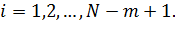 i = 1,2, … , N − m + 1.